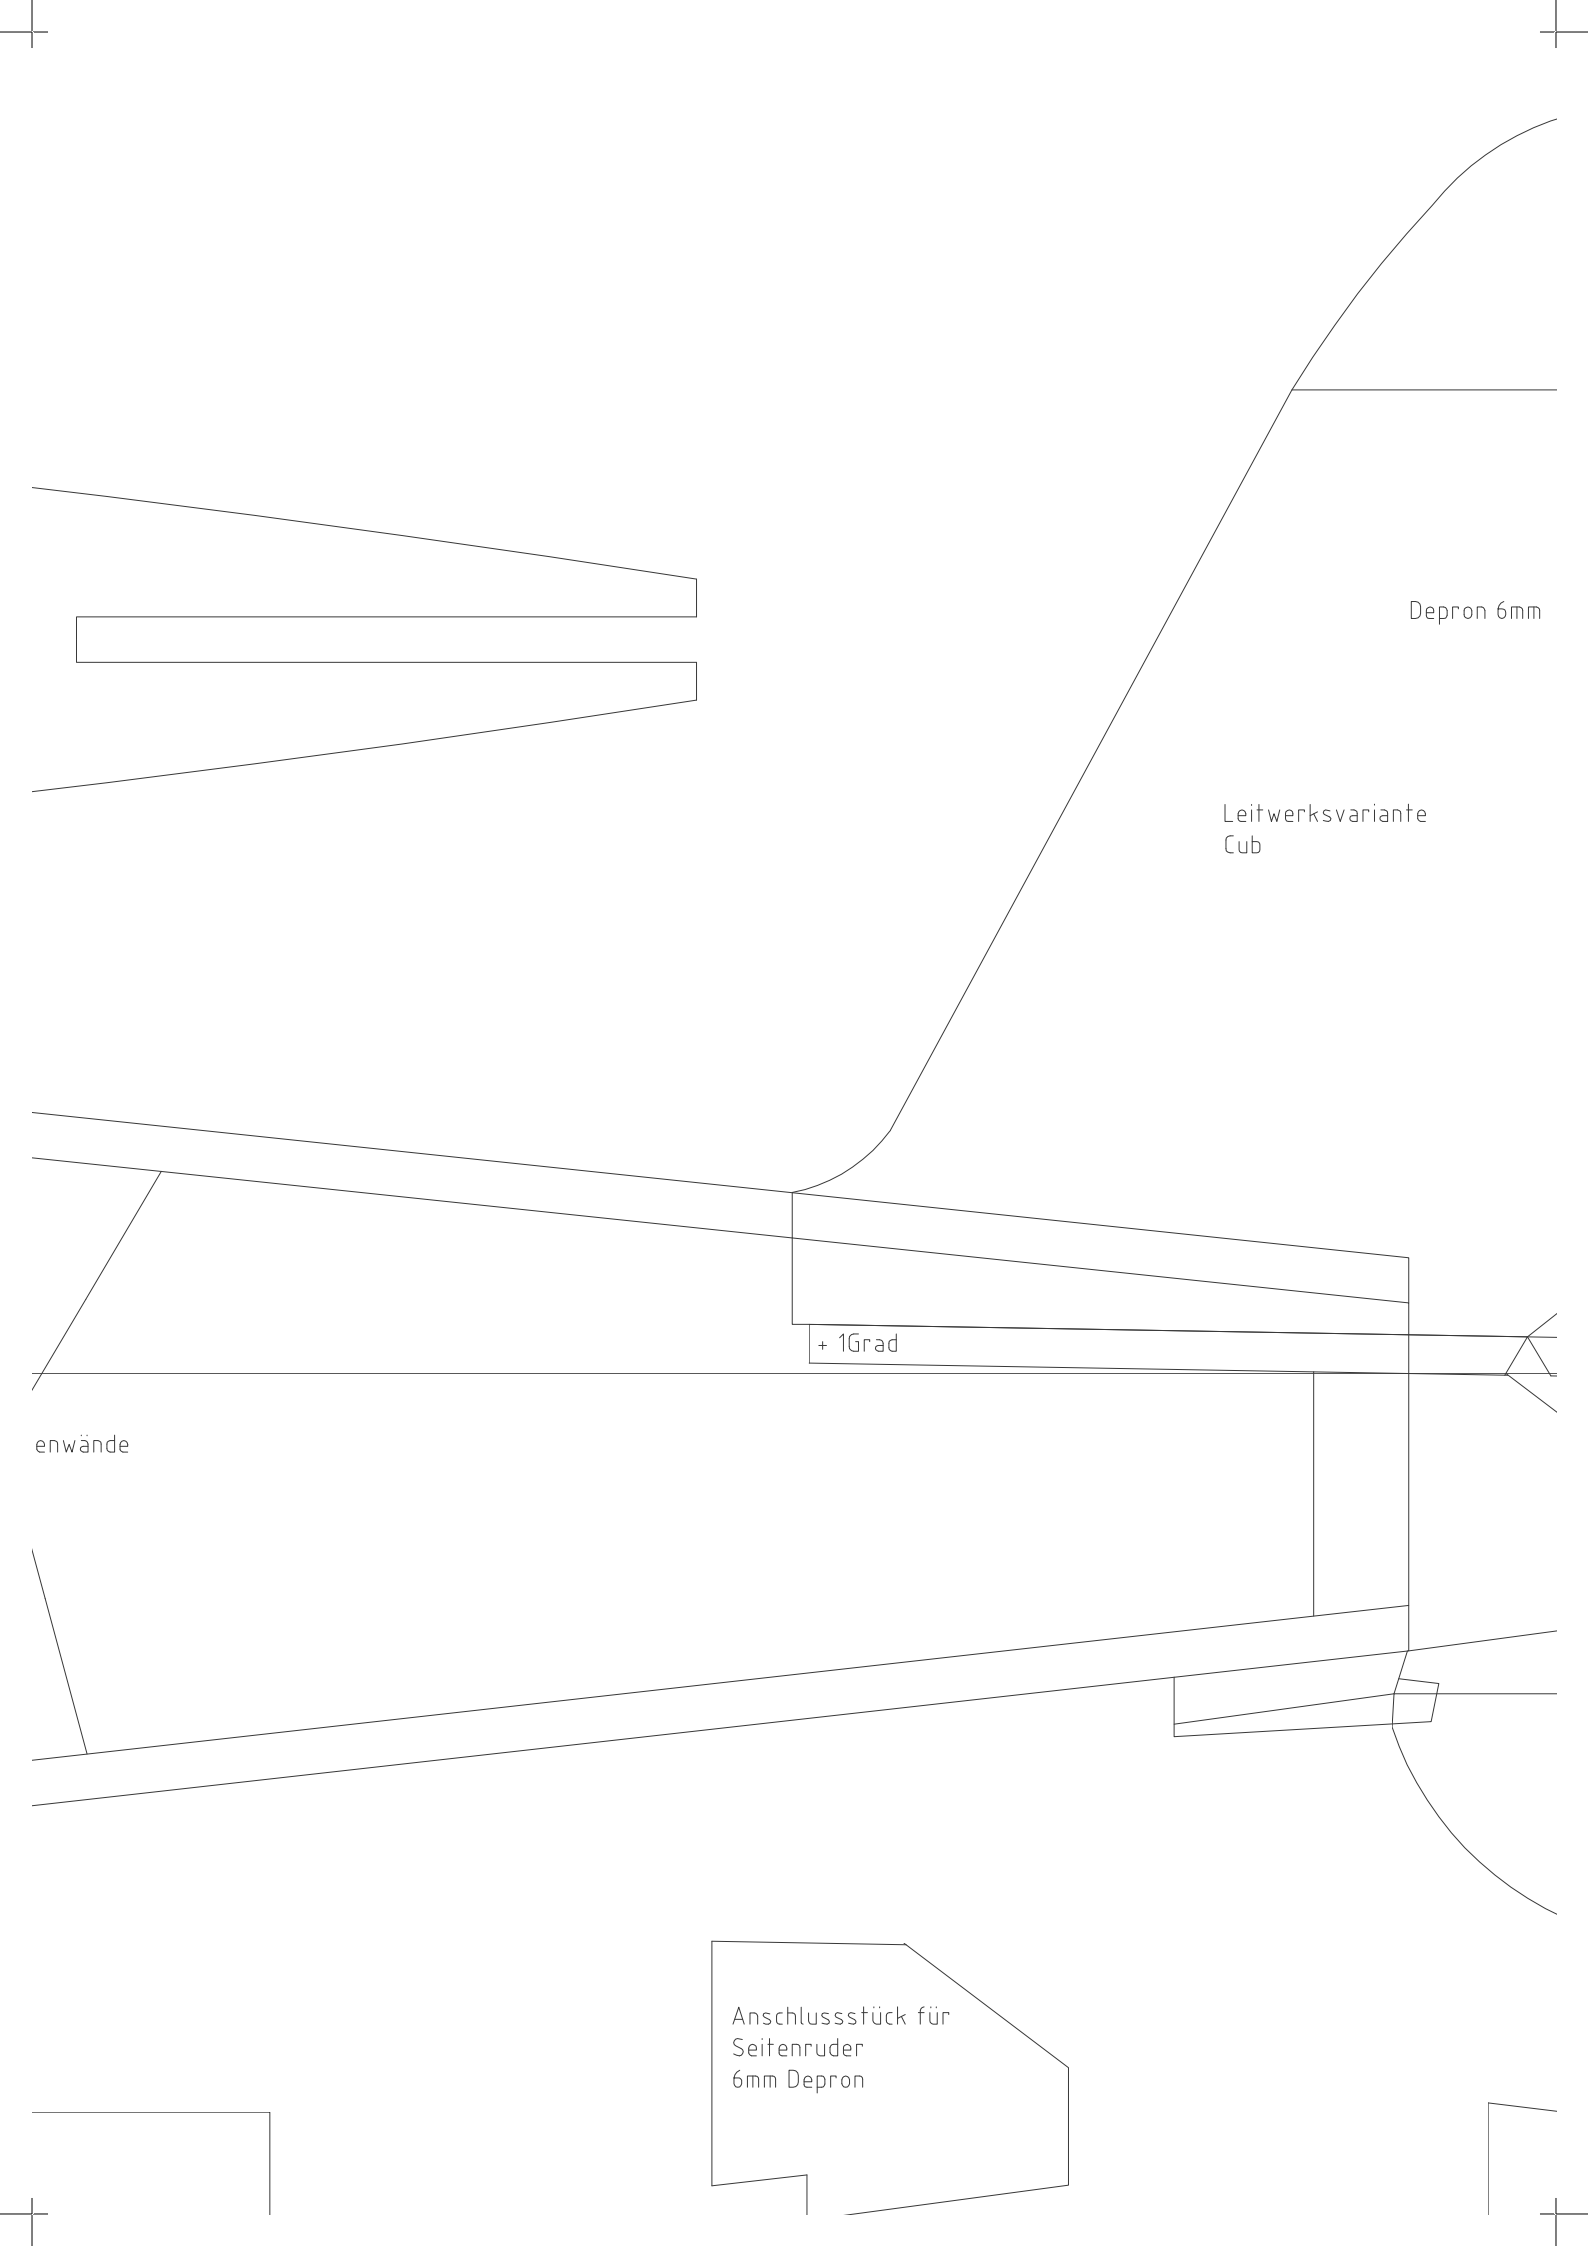 Depron 6mm
Leitwerksvariante
Cub
+ 1Grad
enwände
Anschlussstück für
Seitenruder
6mm Depron